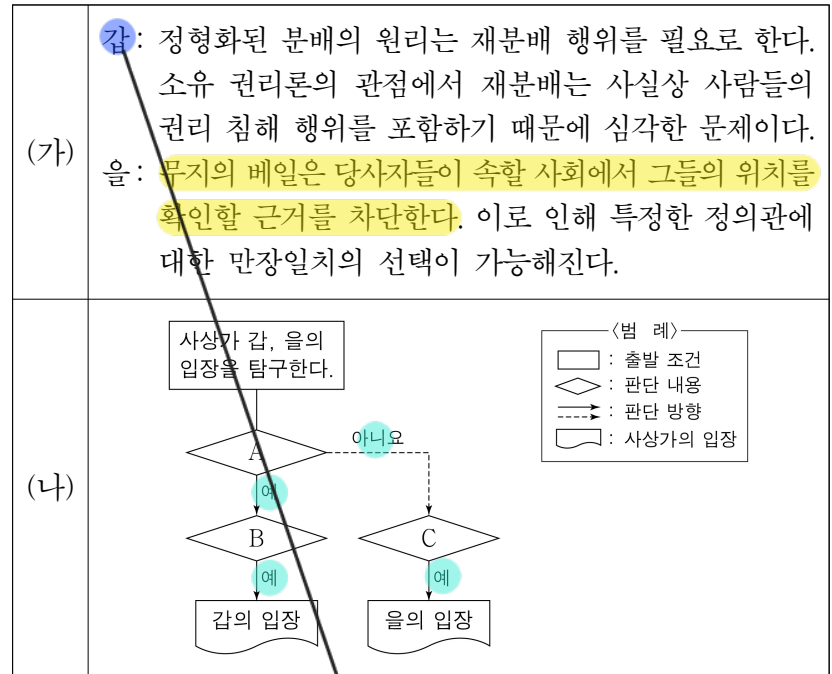 (가)
갑: 정형화된 분배의 원리는 재분배 행위를 필요로 한다.
소유 권리론의 관점에서 재분배는 사실상 사람들의
권리 침해 행위를 포함하기 때문에 심각한 문제이다.
을: 무지의 베일은 당사자들이 속할 사회에서 그들의 위치를
확인할 근거를 차단한다. 이로 인해 특정한 정의관에
대한 만장일치의 선택이 가능해진다.
(나)
사상가 갑, 을의
입장을 탐구한다.
A
아니요
예
B
C
예
예
갑의 입장
을의 입장
<범 례>
: 출발 조건
: 판단 내용
: 판단 방향
: 사상가의 입장